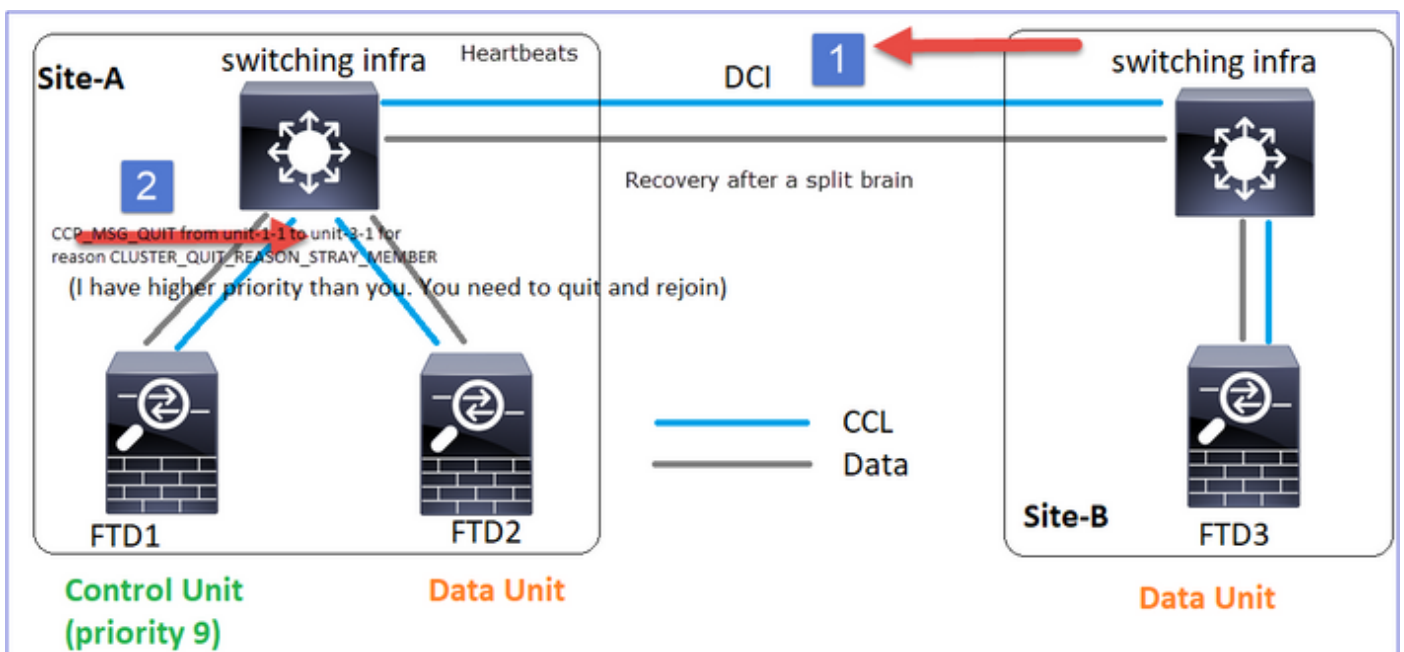 Site-A
switching infra
Heartbeats
DCI
1
switching infra
2
Recovery after a split brain
CCP_MSG_QUIT from unit-1-1 to unit-3-1 for
reason CLUSTER_QUIT_REASON_STRAY_MEMBER
(I have higher priority than you. You need to quit and rejoin)
CCL
Data
FTD1
FTD2
Site-B
FTD3
Control Unit
(priority 9)
Data Unit
Data Unit